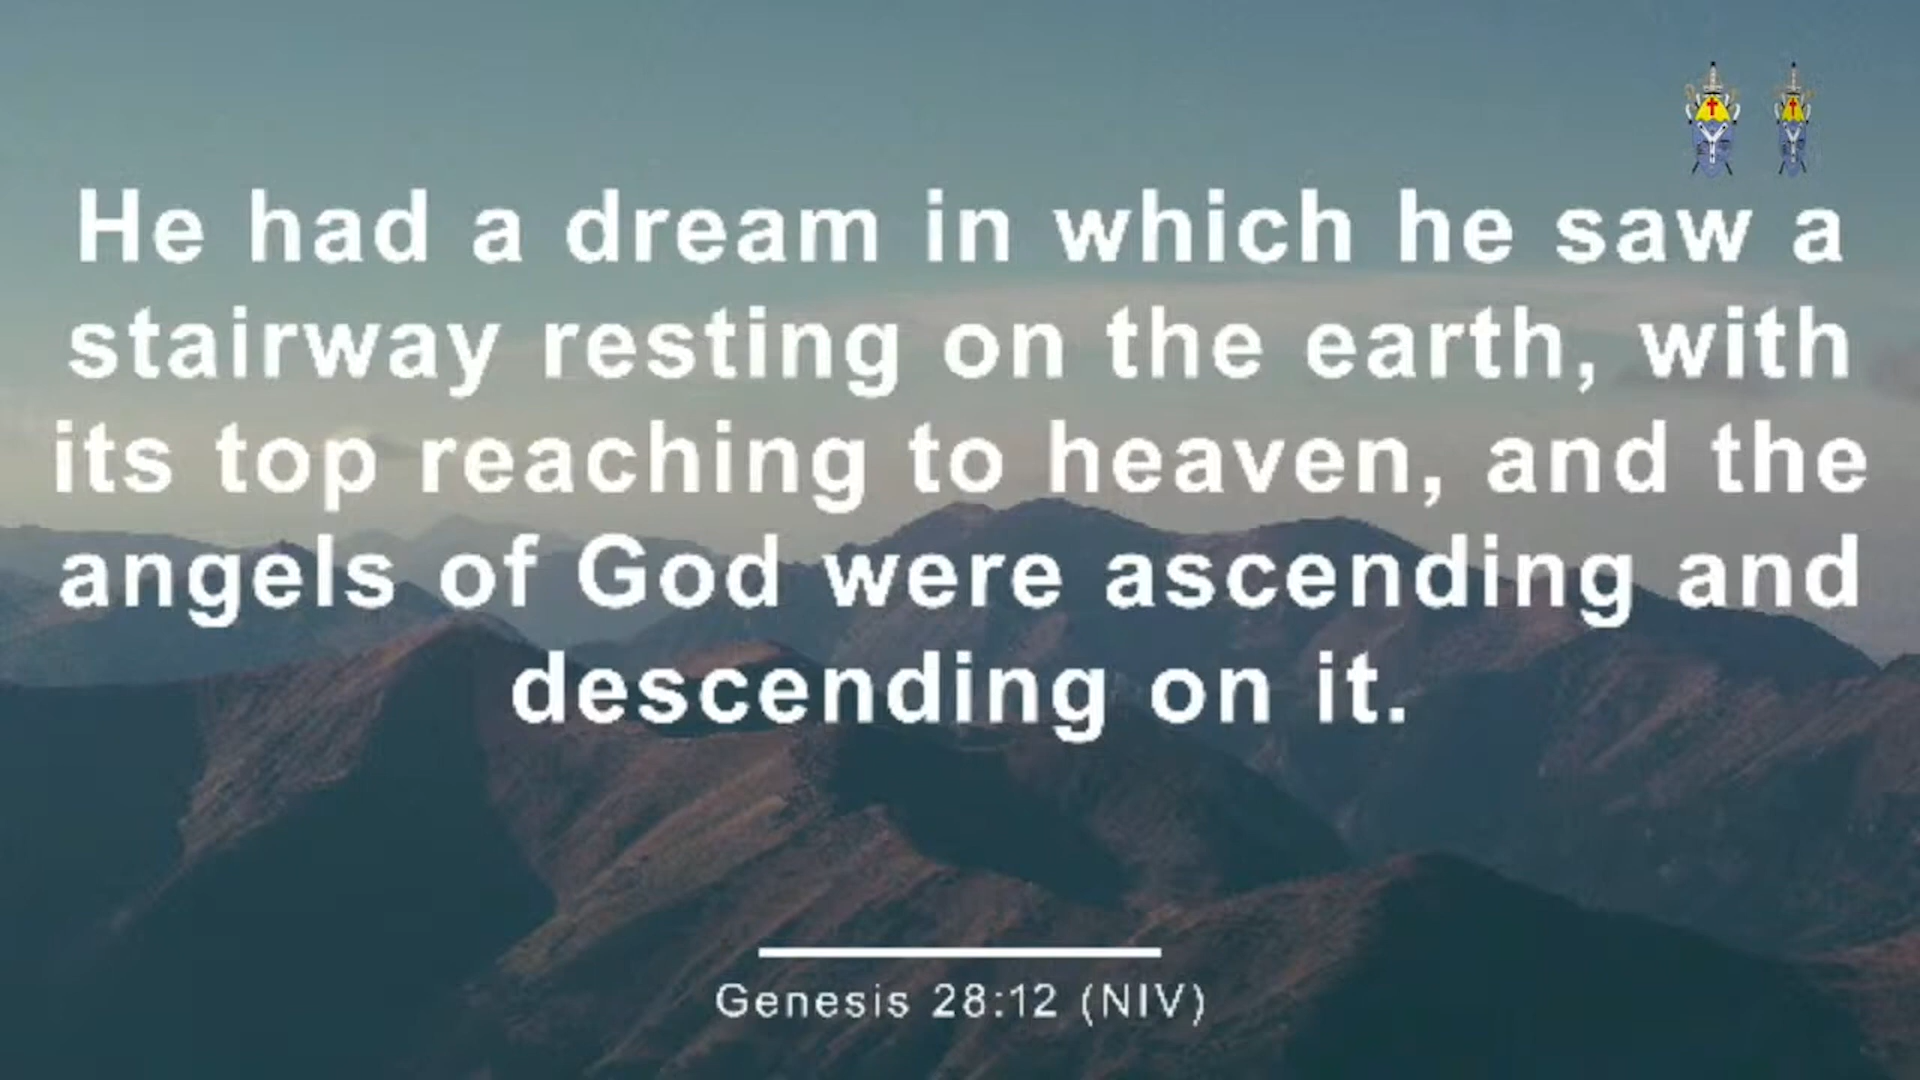 He had a dream in which he saw a
stairway resting on the earth, with
its top reaching to heaven, and the
angels of God were ascending and
descending on it.
Genesis 28:12 (NIV)